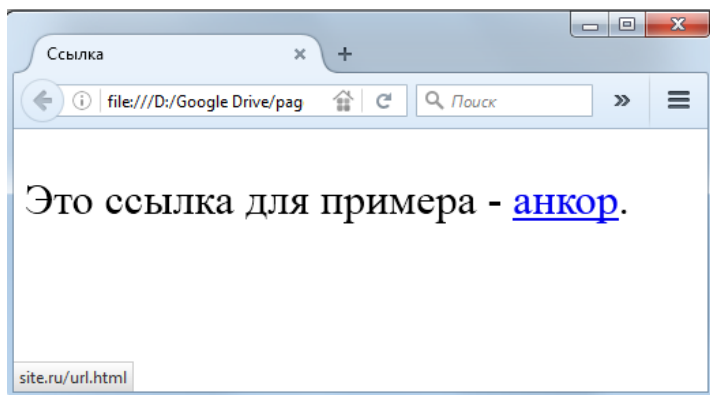 Ссылка
file:///D:/Google Drive/pag
Поиск
Это ссылка для примера - анкор.
site.ru/url.html